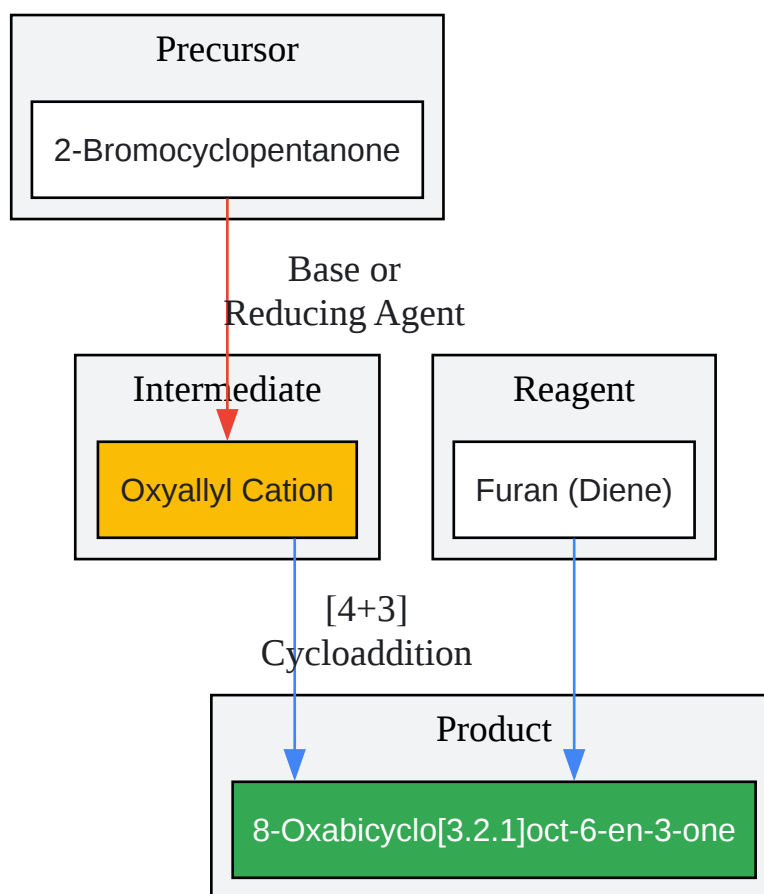 Precursor
2-Bromocyclopentanone
Base or
Reducing Agent
Intermediate
Oxyallyl Cation
Reagent
Furan (Diene)
[4+3]
Cycloaddition
Product
8-Oxabicyclo[3.2.1]oct-6-en-3-one